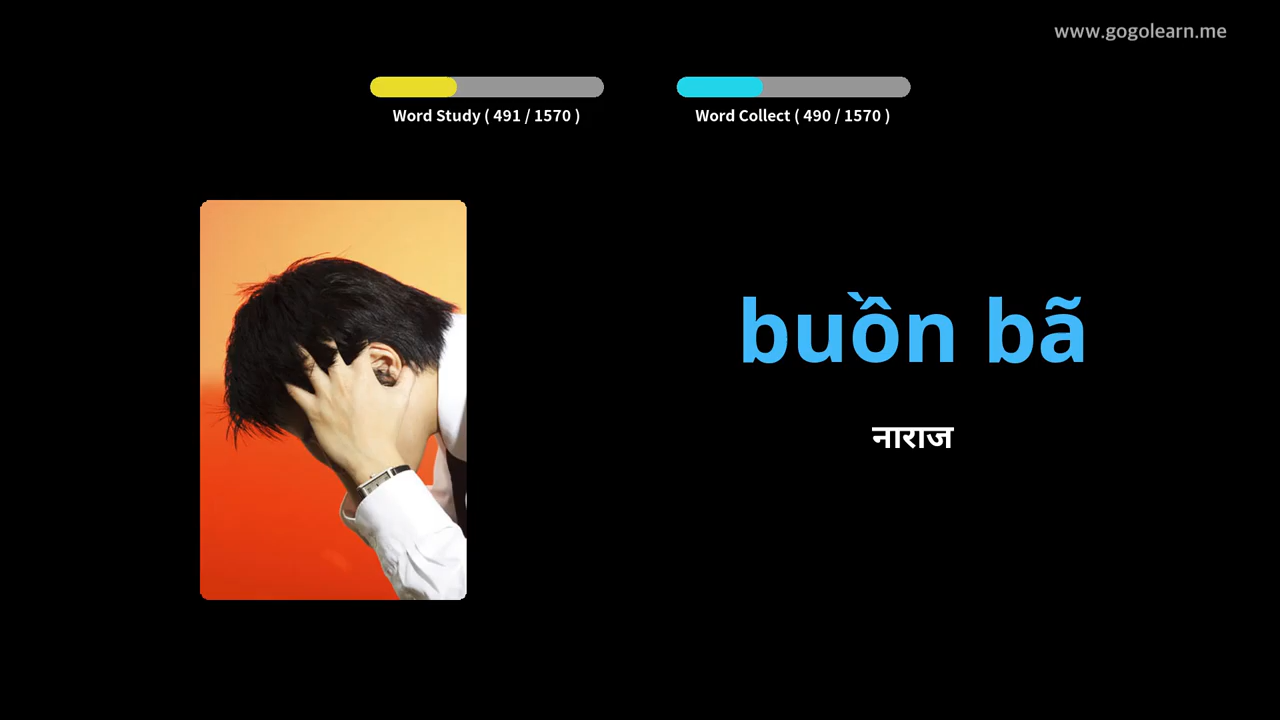 www.gogolearn.me
Word Study ( 491 / 1570 )
Word Collect ( 490 / 1570 )
buồn bã
नाराज